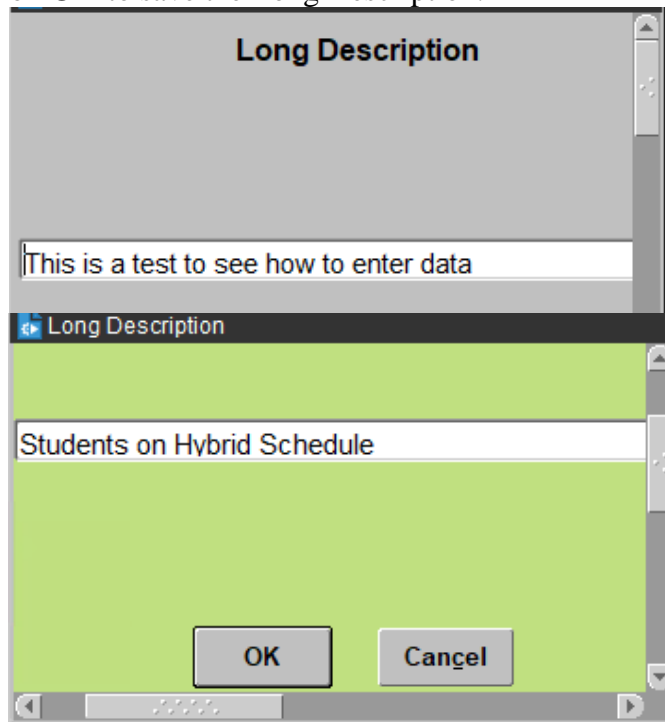 Long Description
This is a test to see how to enter data
Long Description
Students on Hybrid Schedule
OK Cancel